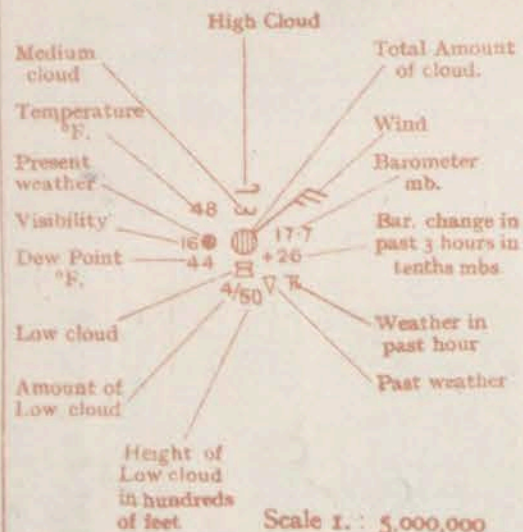 High Cloud
Medium
cloud
Total Amount
of cloud.
Temperature
°F.
Wind
Present
weather
Barometer
mb.
48
Visibility
16
17·7
Bar. change in
past 3 hours in
tenths mbs
Dew Point
°F.
44
+26
4/50
Low cloud
Weather in
past hour
Amount of
Low cloud
Past weather
Height of
Low cloud
in hundreds
of feet
Scale 1. : 5,000,000